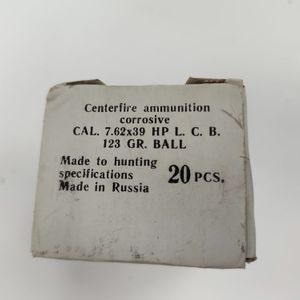 Centerfire ammunition
corrosive
CAL. 7.62x39 HP L. C. B.
123 GR. BALL
Made to hunting
specifications 20 PCS.
Made in Russia